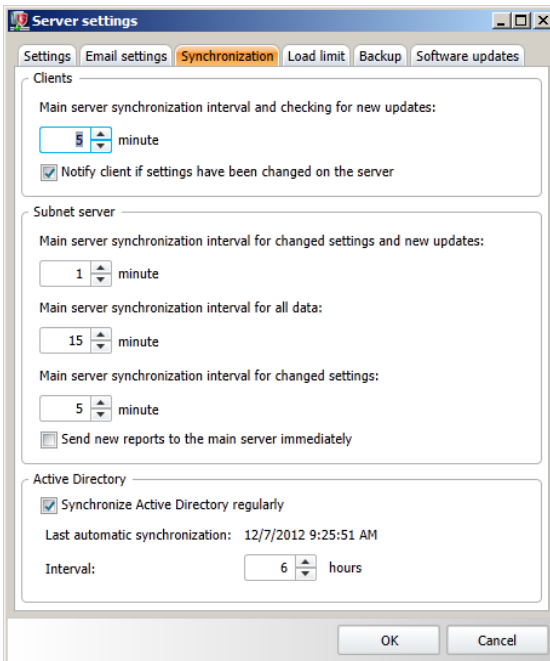 Server settings
Settings Email settings Synchronization Load limit Backup Software updates
Clients
Main server synchronization interval and checking for new updates:
5 minute
Notify client if settings have been changed on the server
Subnet server
Main server synchronization interval for changed settings and new updates:
1 minute
Main server synchronization interval for all data:
15 minute
Main server synchronization interval for changed settings:
5 minute
Send new reports to the main server immediately
Active Directory
Synchronize Active Directory regularly
Last automatic synchronization: 12/7/2012 9:25:51 AM
Interval: 6 hours
OK Cancel